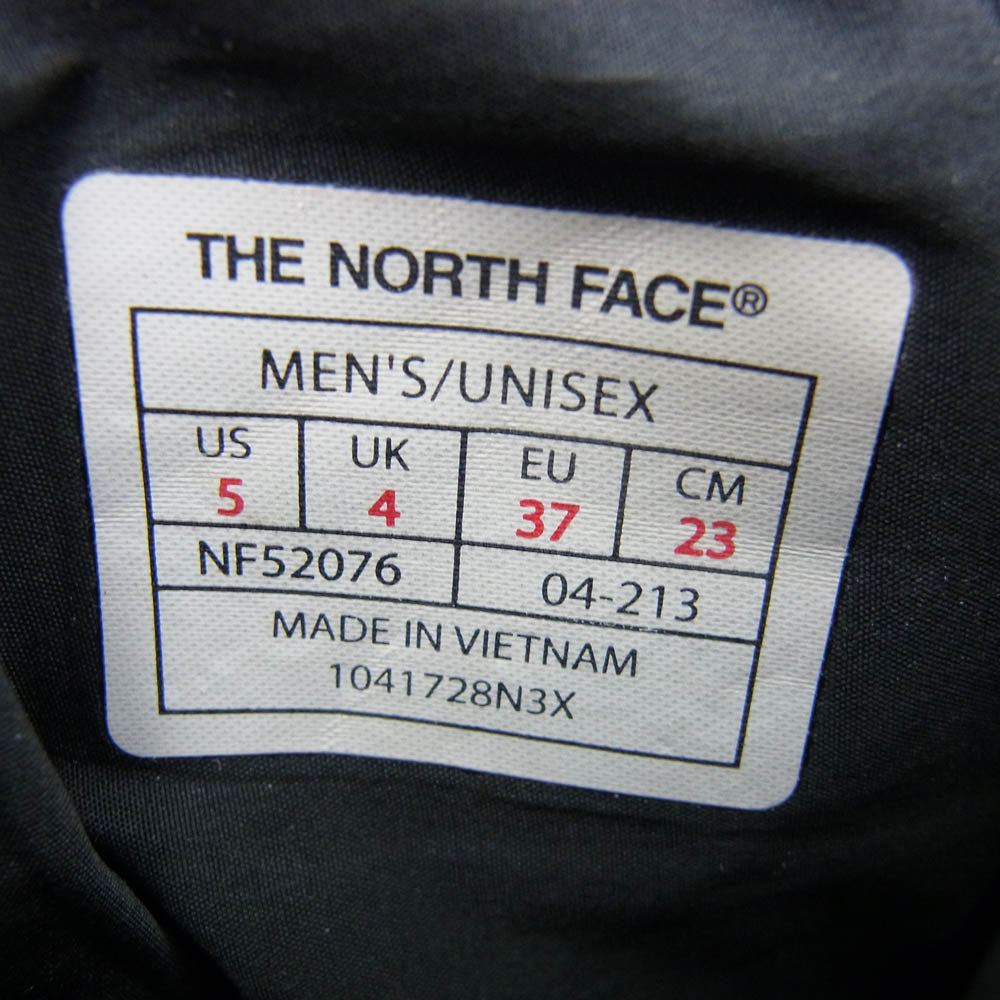 THE NORTH FACE®
MEN'S/UNISEX
US UK EU CM
5 4 37 23
NF52076 04-213
MADE IN VIETNAM
1041728N3X